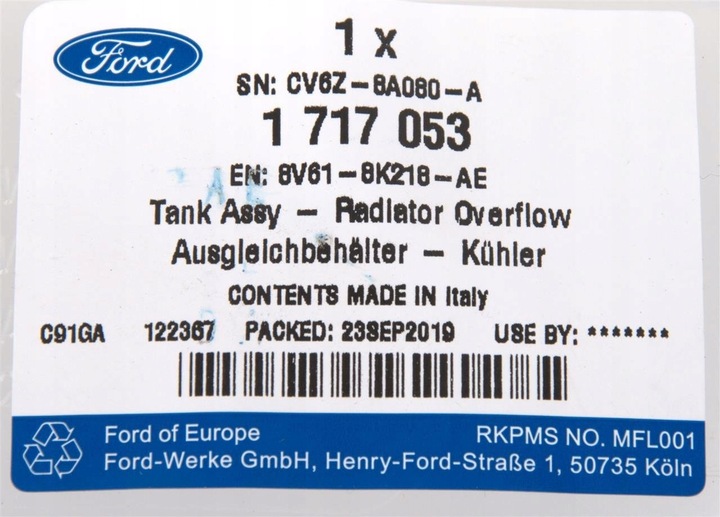 Ford
1 x
SN: CV6Z-8A080-A
1 717 053
EN: 8V61-8K218-AE
Tank Assy - Radiator Overflow
Ausgleichbehälter - Kühler
CONTENTS MADE IN Italy
C91GA 122367 PACKED: 23SEP2019 USE BY: *******
Ford of Europe RKPMS NO. MFL001
Ford-Werke GmbH, Henry-Ford-Straße 1, 50735 Köln